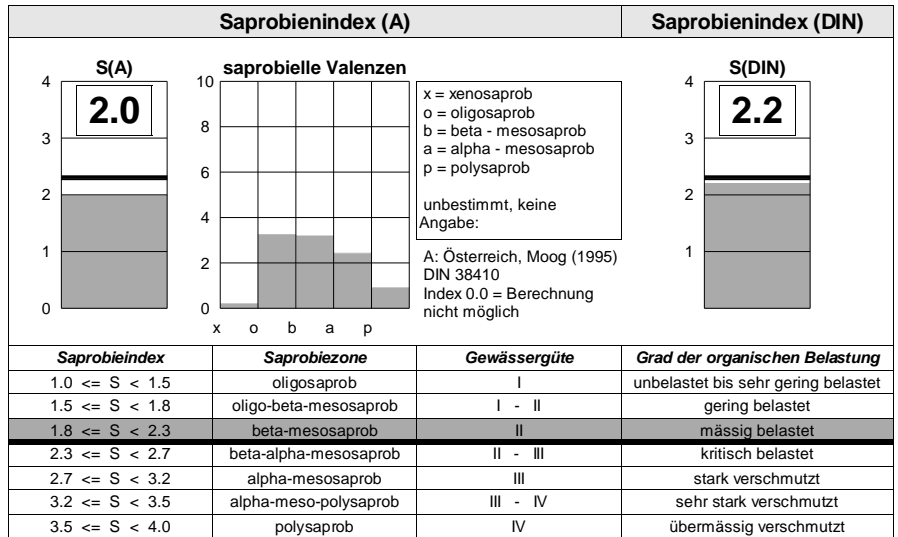 Saprobienindex (A) Saprobienindex (DIN)
S(A)
4
3
2
1
0
2.0
saprobielle Valenzen
10
8
6
4
2
0
x o b a p
x = xenosaprob
o = oligosaprob
b = beta - mesosaprob
a = alpha - mesosaprob
p = polysaprob
unbestimmt, keine
Angabe:
A: Österreich, Moog (1995)
DIN 38410
Index 0.0 = Berechnung
nicht möglich
S(DIN)
4
3
2
1
2.2
Saprobieindex Saprobiezone Gewässergüte Grad der organischen Belastung
1.0 <= S < 1.5 oligosaprob I unbelastet bis sehr gering belastet
1.5 <= S < 1.8 oligo-beta-mesosaprob I - II gering belastet
1.8 <= S < 2.3 beta-mesosaprob II mässig belastet
2.3 <= S < 2.7 beta-alpha-mesosaprob II - III kritisch belastet
2.7 <= S < 3.2 alpha-mesosaprob III stark verschmutzt
3.2 <= S < 3.5 alpha-meso-polysaprob III - IV sehr stark verschmutzt
3.5 <= S < 4.0 polysaprob IV übermässig verschmutzt